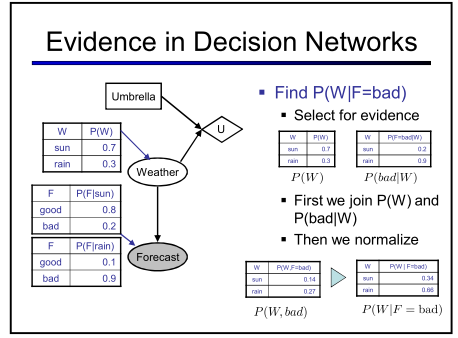 Evidence in Decision Networks
Umbrella
U
W P(W)
sun 0.7
rain 0.3
Weather
F P(F|sun)
good 0.8
bad 0.2
F P(F|rain)
good 0.1
bad 0.9
Forecast
▪ Find P(W|F=bad)
▪ Select for evidence
W P(W)
sun 0.7
rain 0.3
P(W)
W P(F=bad|W)
sun 0.2
rain 0.9
P(bad|W)
▪ First we join P(W) and
P(bad|W)
▪ Then we normalize
W P(W,F=bad)
sun 0.14
rain 0.27
P(W, bad)
W P(W | F=bad)
sun 0.34
rain 0.66
P(W|F = bad)